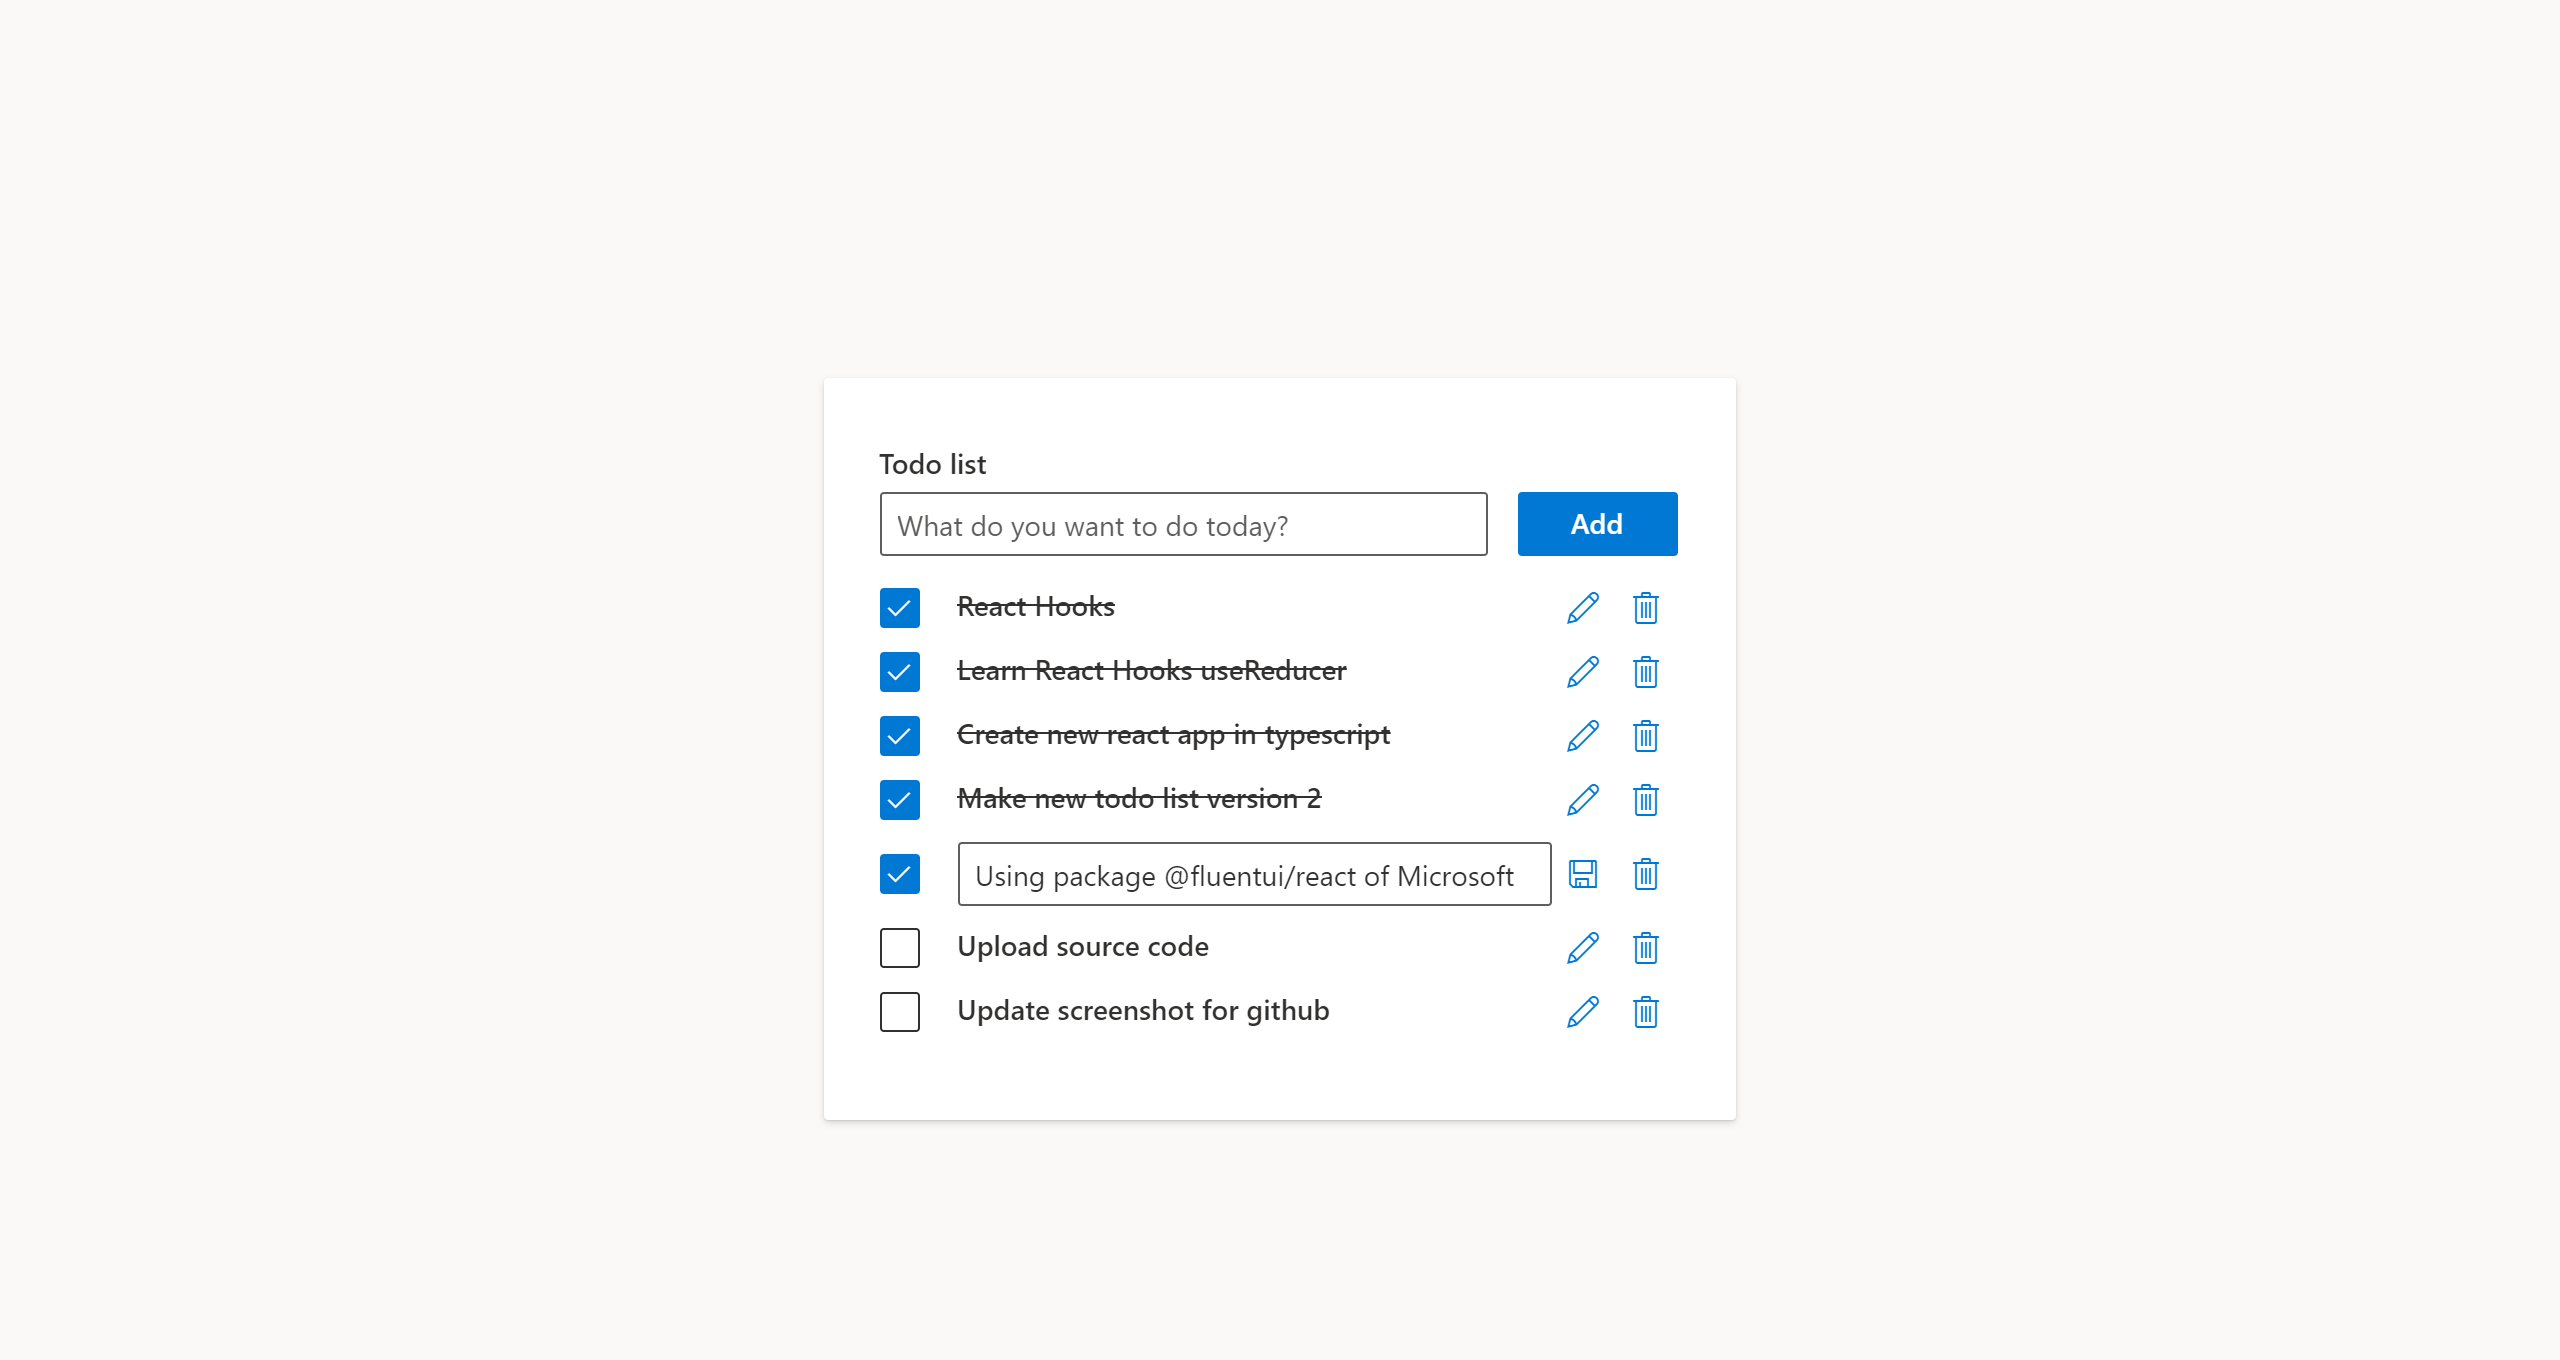 Todo list
What do you want to do today?
Add
React Hooks
Learn React Hooks useReducer
Create new react app in typescript
Make new todo list version 2
Using package @fluentui/react of Microsoft
Upload source code
Update screenshot for github